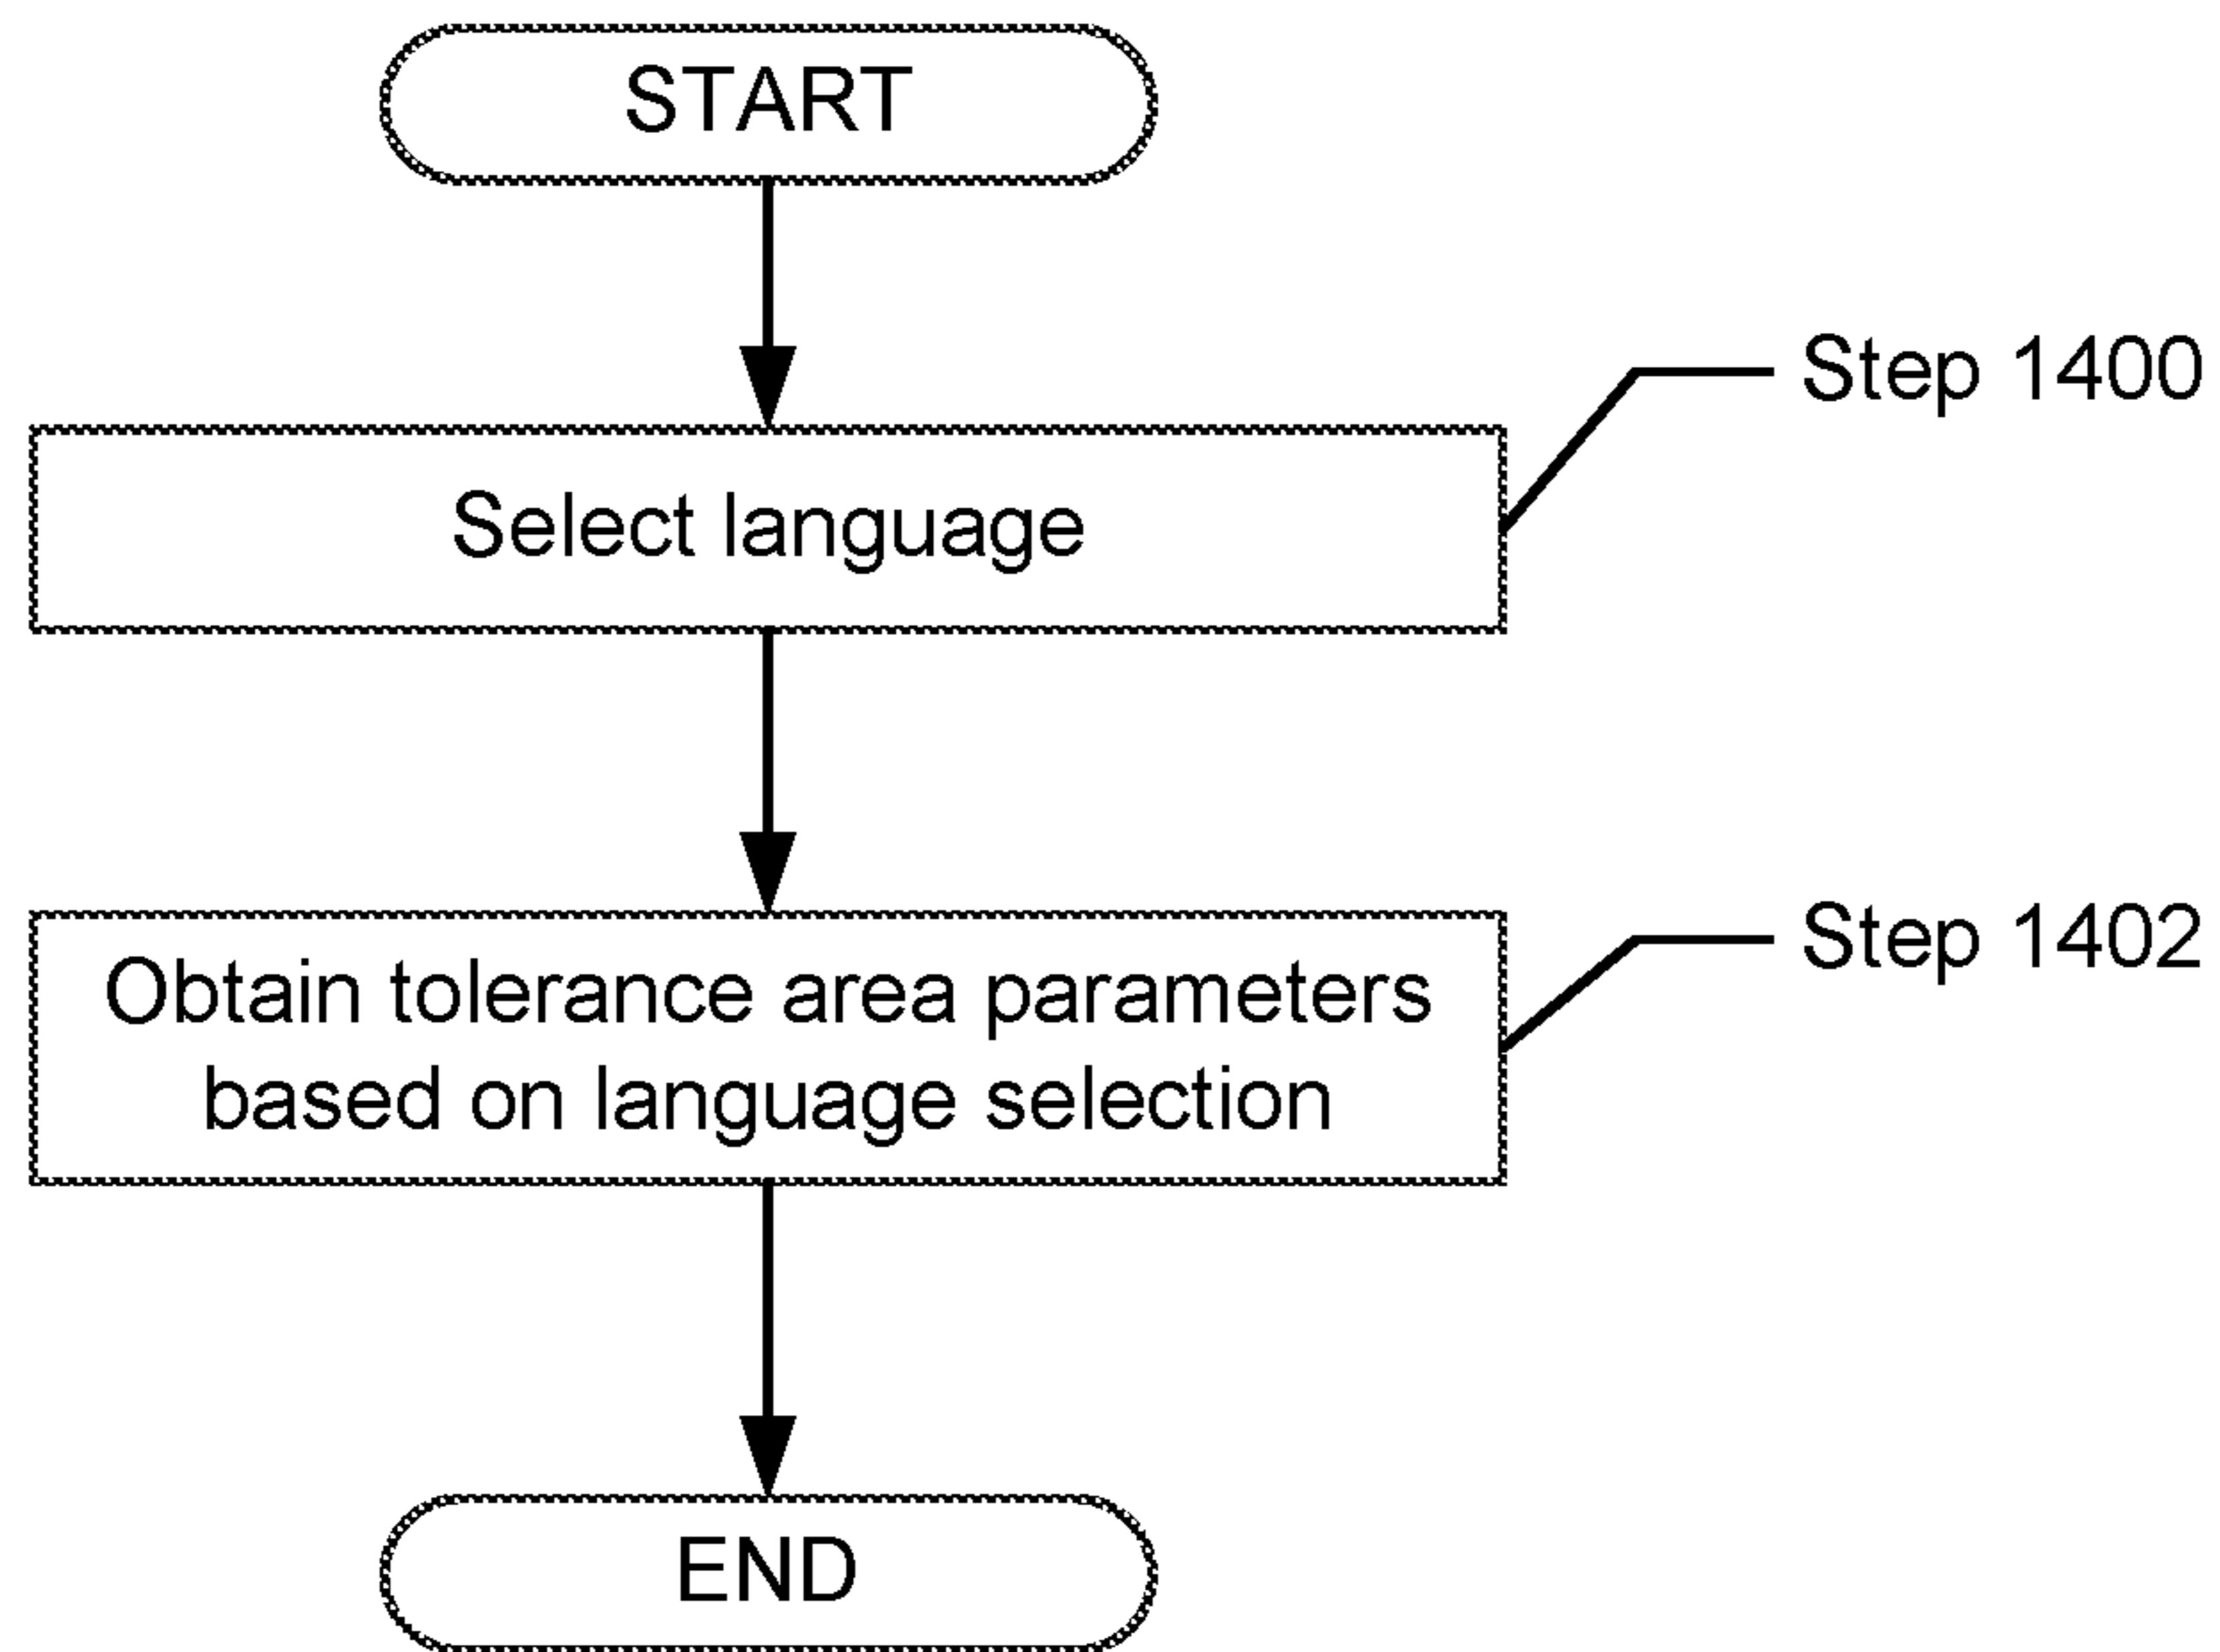 START
Step 1400
Select language
Step 1402
Obtain tolerance area parameters
based on language selection
END